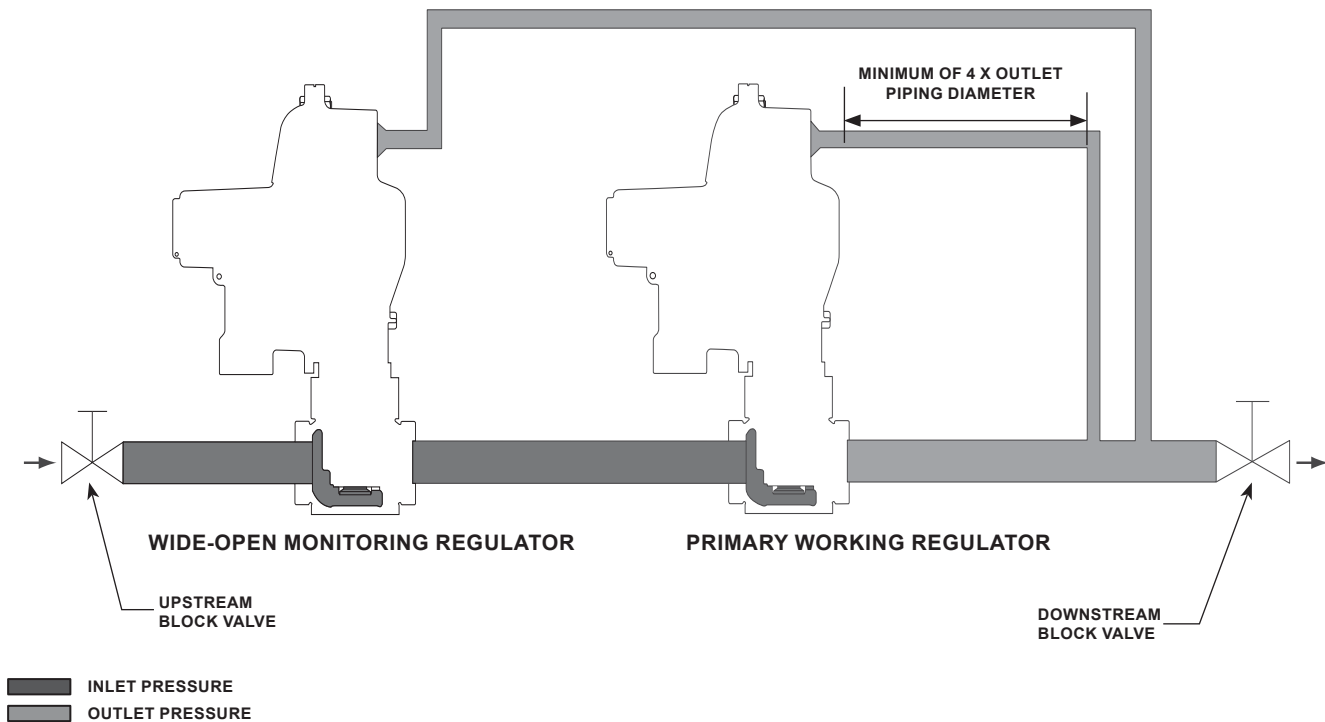 MINIMUM OF 4 X OUTLET
PIPING DIAMETER
WIDE-OPEN MONITORING REGULATOR
PRIMARY WORKING REGULATOR
UPSTREAM
BLOCK VALVE
DOWNSTREAM
BLOCK VALVE
INLET PRESSURE
OUTLET PRESSURE